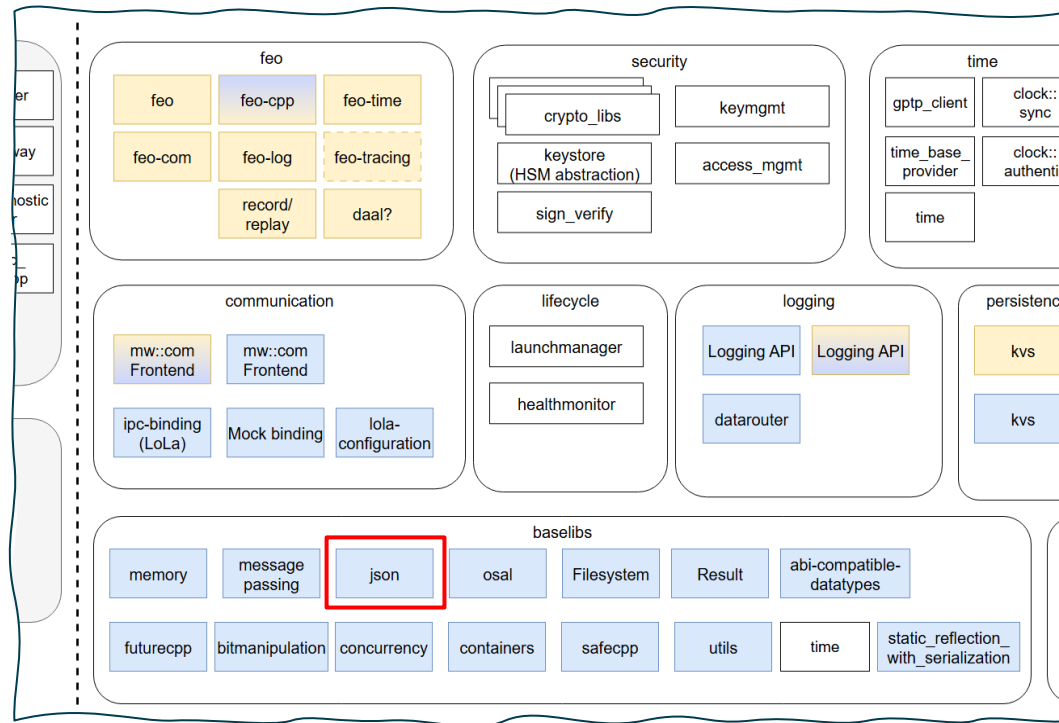 feo
feo
feo-cpp
feo-time
feo-com
feo-log
feo-tracing
record/
replay
daal?
security
crypto_libs
keymgmt
keystore
(HSM abstraction)
access_mgmt
sign_verify
time
gptp_client
clock::
sync
time_base_
provider
clock::
time
communication
mw::com
Frontend
mw::com
Frontend
ipc-binding
(LoLa)
Mock binding
lola-
configuration
lifecycle
launchmanager
healthmonitor
logging
Logging API
Logging API
datarouter
kvs
kvs
baselibs
memory
message
passing
json
osal
Filesystem
Result
abi-compatible-
datatypes
futurecpp
bitmanipulation
concurrency
containers
safecpp
utils
time
static_reflection_
with_serialization